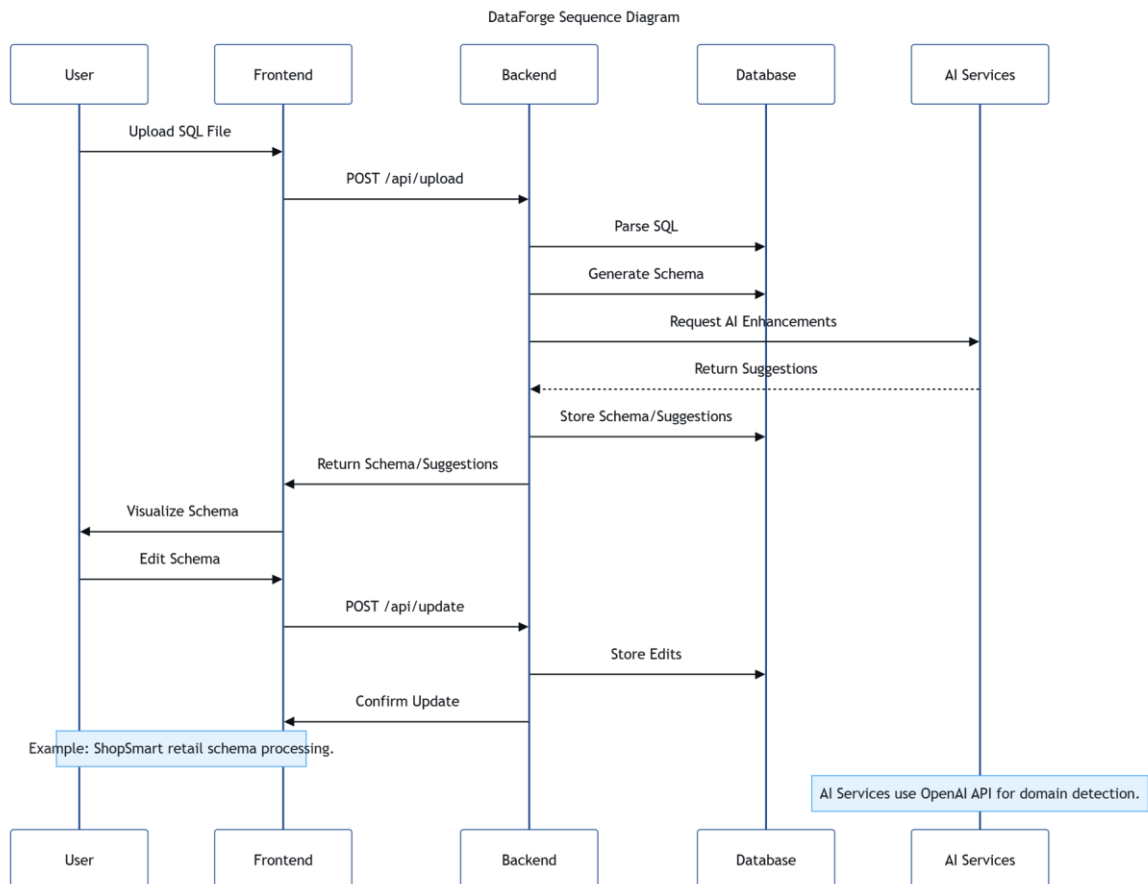 DataForge Sequence Diagram
User
Frontend
Backend
Database
AI Services
Upload SQL File
POST /api/upload
Parse SQL
Generate Schema
Request AI Enhancements
Return Suggestions
Store Schema/Suggestions
Return Schema/Suggestions
Visualize Schema
Edit Schema
POST /api/update
Store Edits
Confirm Update
Example: ShopSmart retail schema processing.
AI Services use OpenAI API for domain detection.
User
Frontend
Backend
Database
AI Services